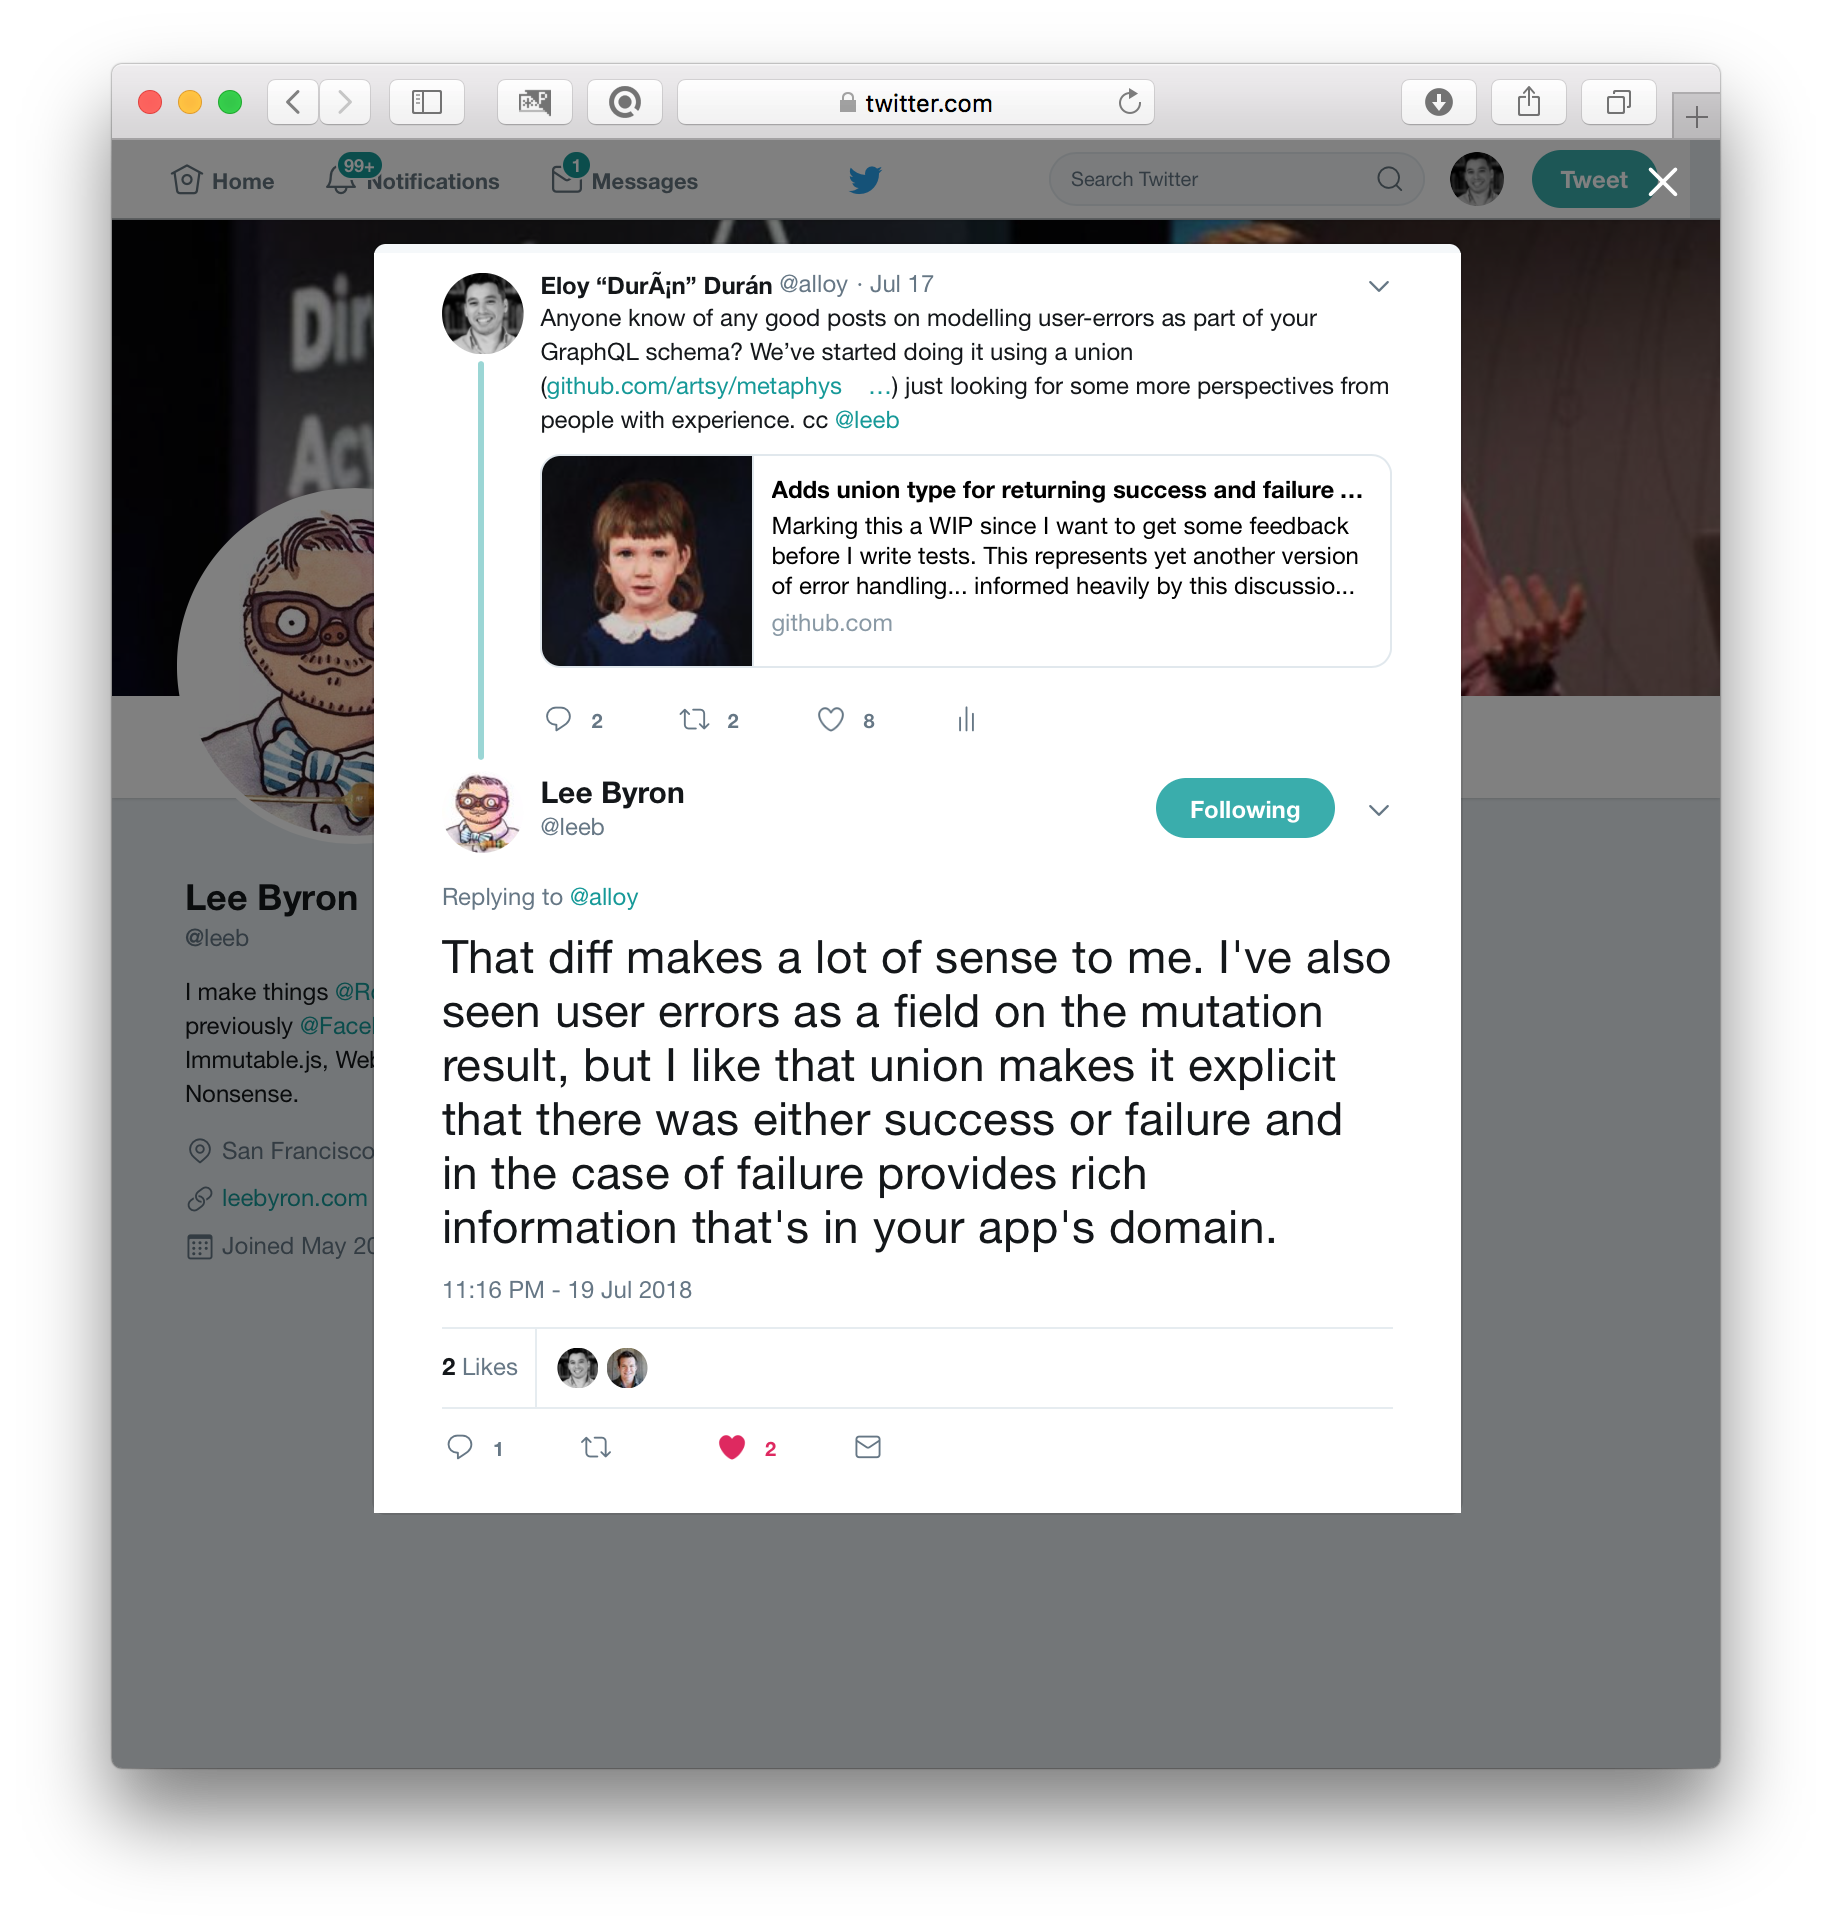 twitter.com
Home
99+
Notifications
1
Messages
Search Twitter
Tweet
Dir
Eloy “DurÃ¡n” Durán @alloy · Jul 17
Anyone know of any good posts on modelling user-errors as part of your
GraphQL schema? We’ve started doing it using a union
(github.com/artsy/metaphys …) just looking for some more perspectives from
people with experience. cc @leeb
Adds union type for returning success and failure ...
Marking this a WIP since I want to get some feedback
before I write tests. This represents yet another version
of error handling... informed heavily by this discussio...
github.com
2 2 8
Lee Byron
@leeb
Following
Replying to @alloy
That diff makes a lot of sense to me. I've also
seen user errors as a field on the mutation
result, but I like that union makes it explicit
that there was either success or failure and
in the case of failure provides rich
information that's in your app's domain.
11:16 PM - 19 Jul 2018
2 Likes
1 2
Lee Byron
@leeb
I make things
previously
Immutable.js,
Nonsense.
San Francisco
leebyron.com
Joined May